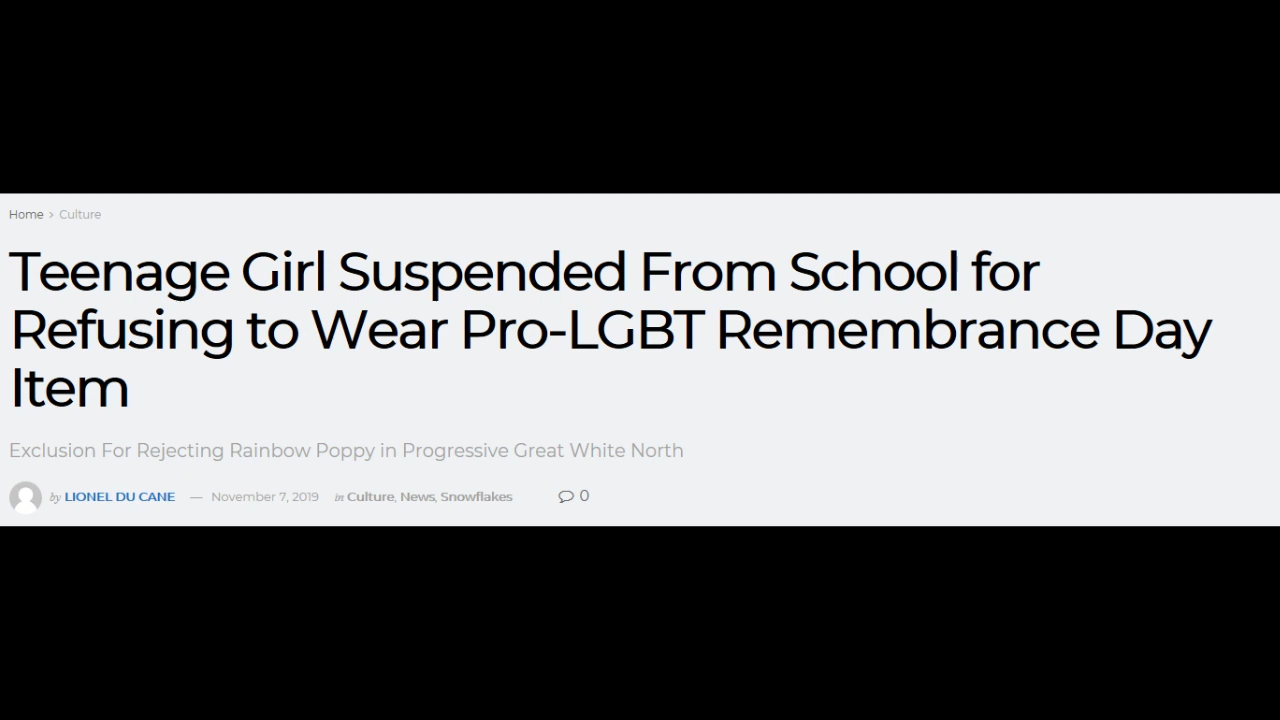 Home > Culture
Teenage Girl Suspended From School for
Refusing to Wear Pro-LGBT Remembrance Day
Item
Exclusion For Rejecting Rainbow Poppy in Progressive Great White North
by LIONEL DU CANE — November 7, 2019 in Culture, News, Snowflakes 0